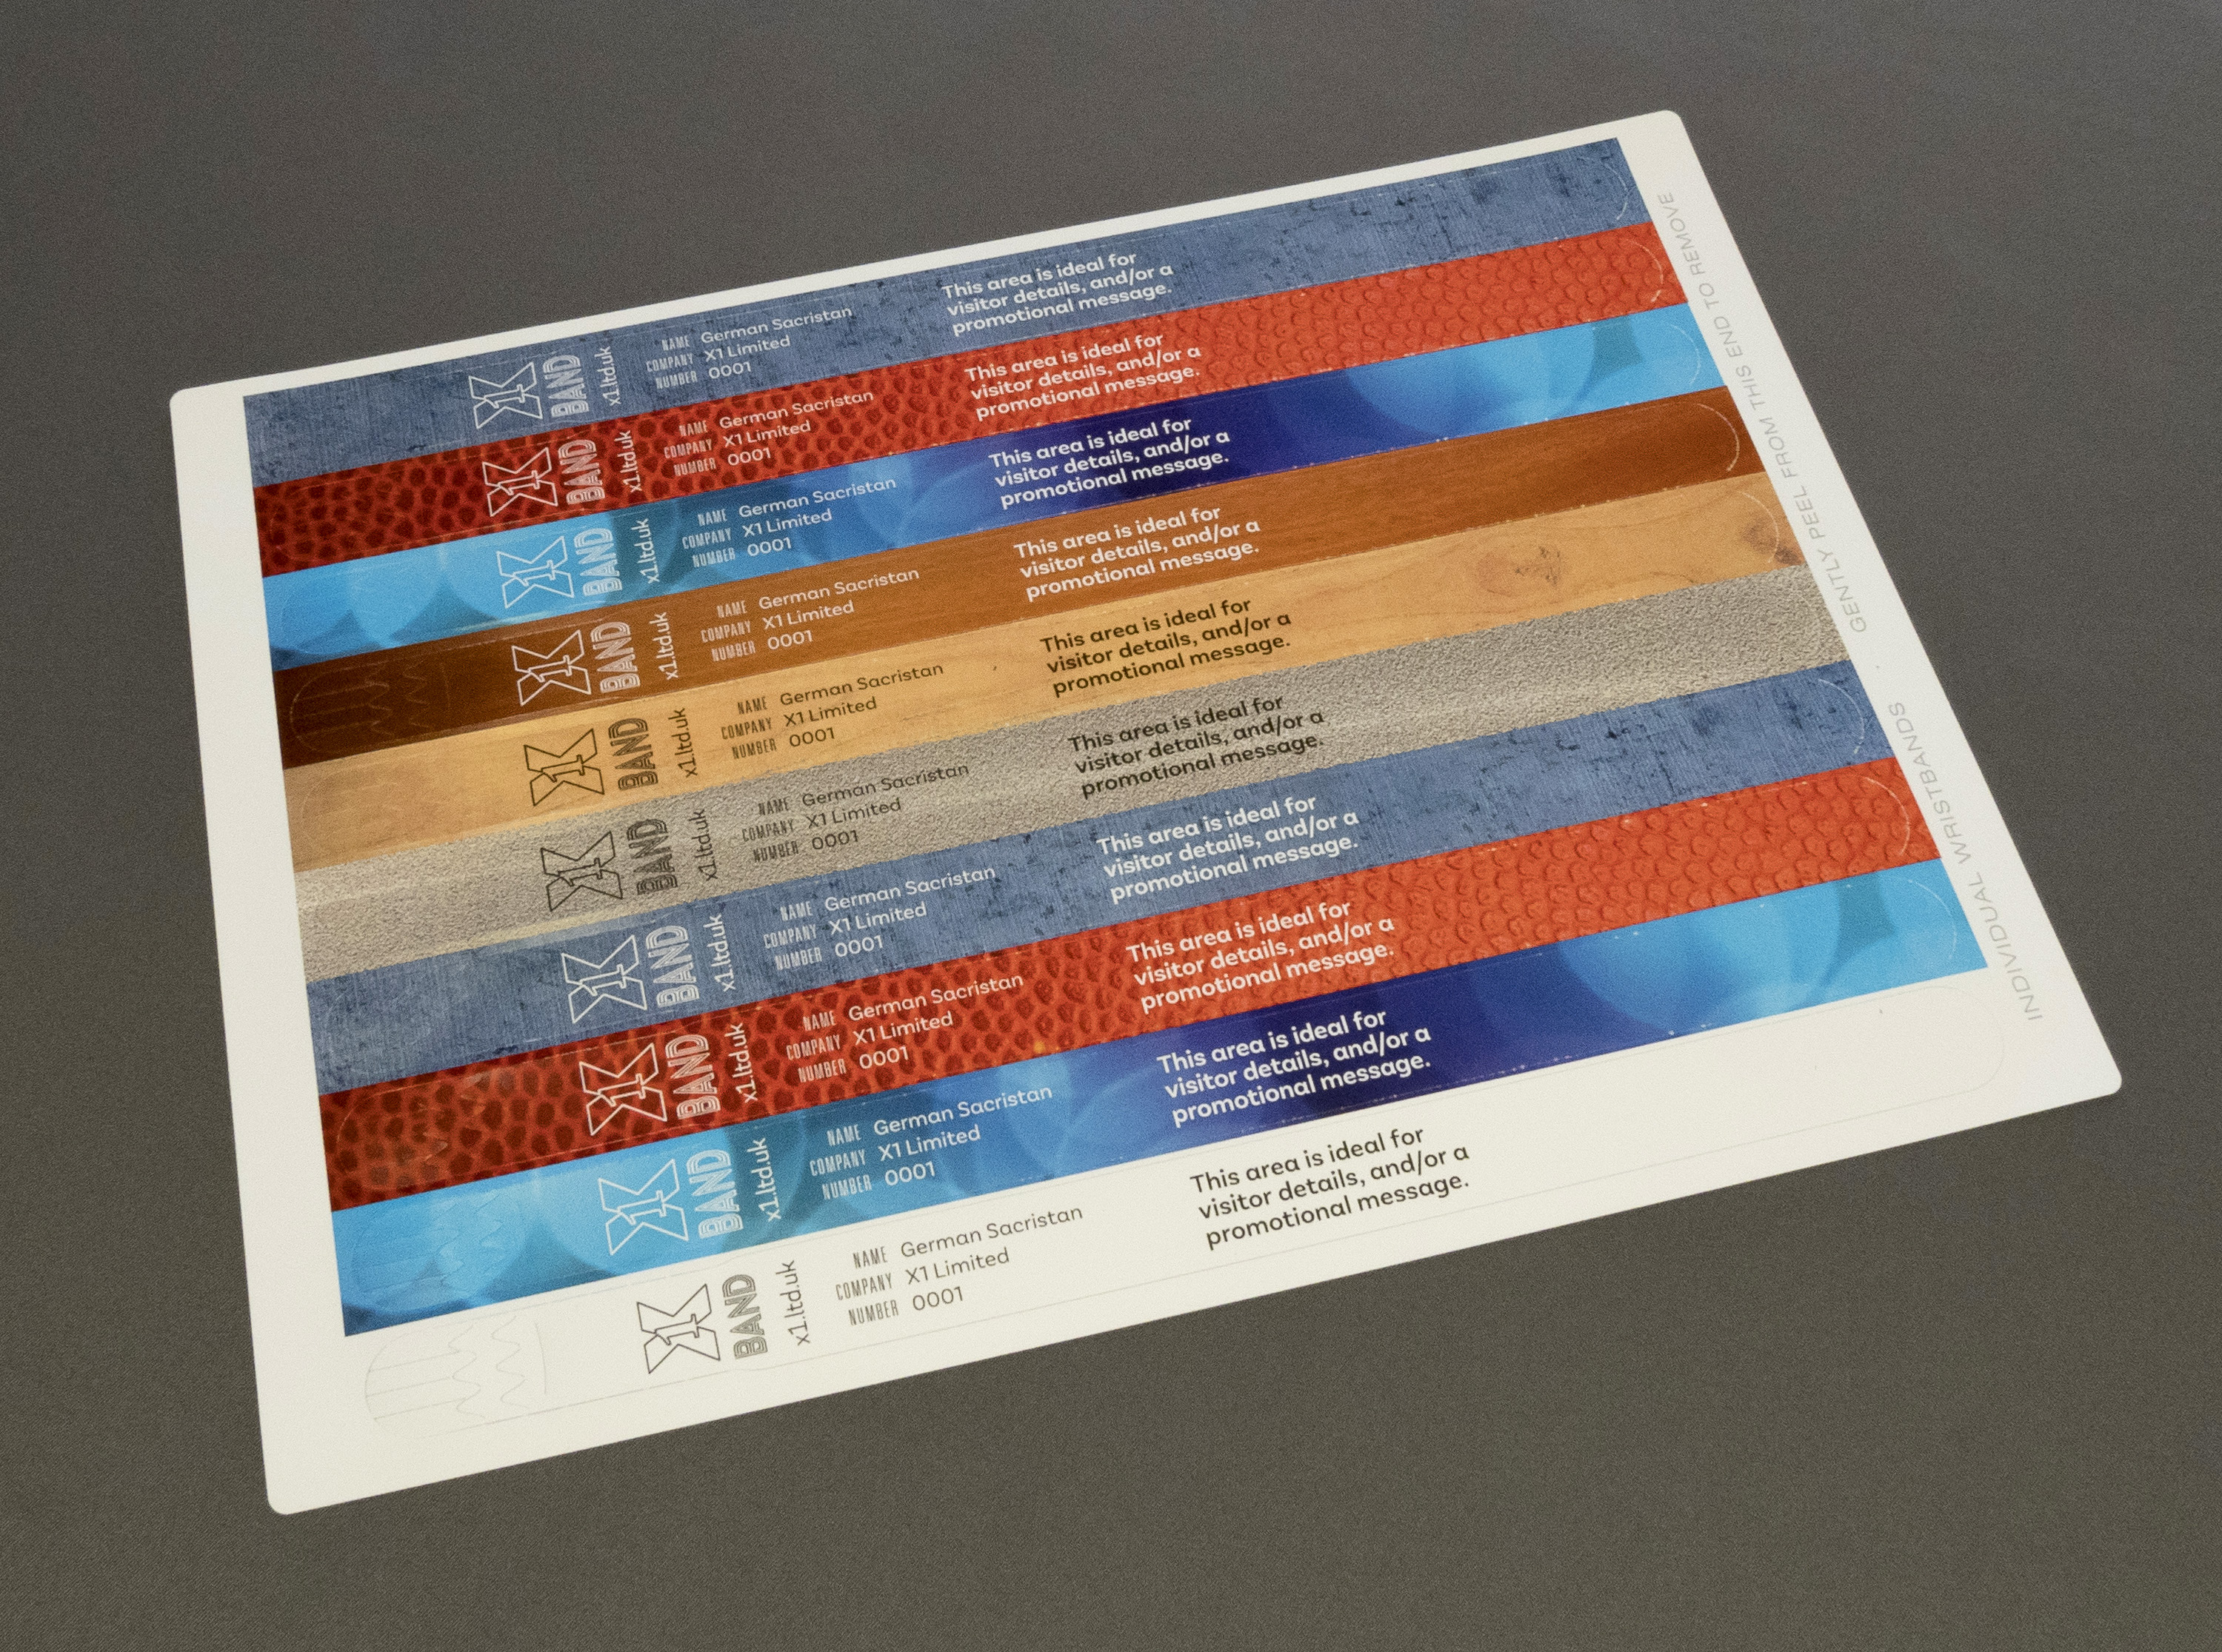 X1
BAND
x1.ltd.uk
NAME German Sacristan
COMPANY X1 Limited
NUMBER 0001
This area is ideal for
visitor details, and/or a
promotional message.
X1
BAND
x1.ltd.uk
NAME German Sacristan
COMPANY X1 Limited
NUMBER 0001
This area is ideal for
visitor details, and/or a
promotional message.
X1
BAND
x1.ltd.uk
NAME German Sacristan
COMPANY X1 Limited
NUMBER 0001
This area is ideal for
visitor details, and/or a
promotional message.
X1
BAND
x1.ltd.uk
NAME German Sacristan
COMPANY X1 Limited
NUMBER 0001
This area is ideal for
visitor details, and/or a
promotional message.
X1
BAND
x1.ltd.uk
NAME German Sacristan
COMPANY X1 Limited
NUMBER 0001
This area is ideal for
visitor details, and/or a
promotional message.
X1
BAND
x1.ltd.uk
NAME German Sacristan
COMPANY X1 Limited
NUMBER 0001
This area is ideal for
visitor details, and/or a
promotional message.
X1
BAND
x1.ltd.uk
NAME German Sacristan
COMPANY X1 Limited
NUMBER 0001
This area is ideal for
visitor details, and/or a
promotional message.
X1
BAND
x1.ltd.uk
NAME German Sacristan
COMPANY X1 Limited
NUMBER 0001
This area is ideal for
visitor details, and/or a
promotional message.
X1
BAND
x1.ltd.uk
NAME German Sacristan
COMPANY X1 Limited
NUMBER 0001
This area is ideal for
visitor details, and/or a
promotional message.
X1
BAND
x1.ltd.uk
NAME German Sacristan
COMPANY X1 Limited
NUMBER 0001
This area is ideal for
visitor details, and/or a
promotional message.
INDIVIDUAL WRISTBANDS · GENTLY PEEL FROM THIS END TO REMOVE